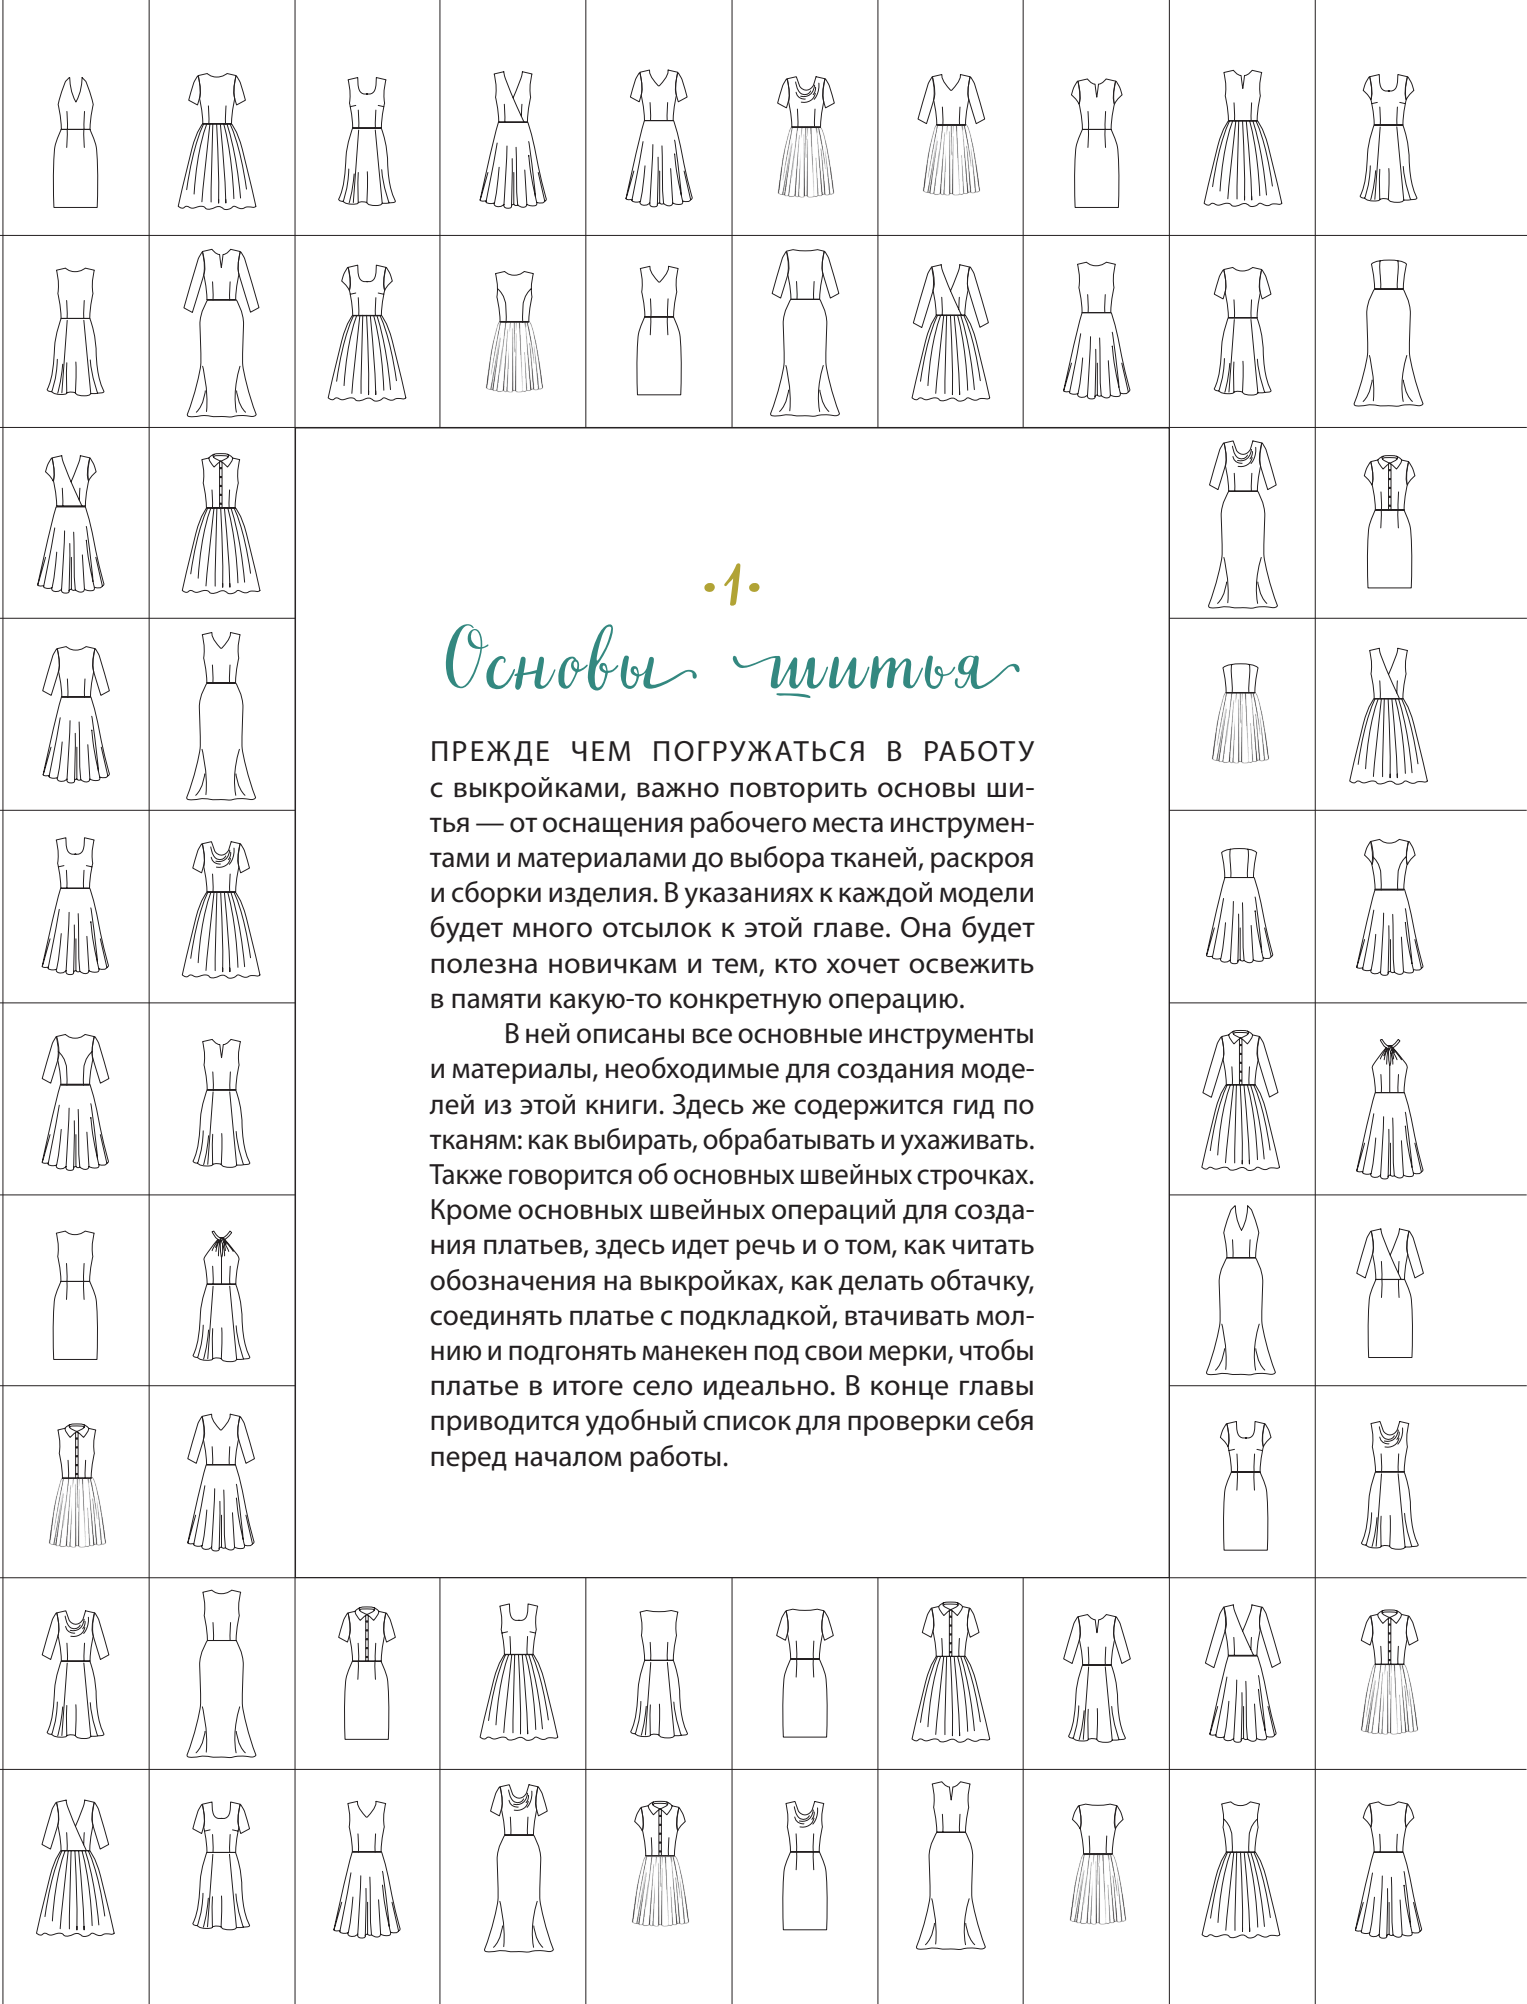 ·1·
Основы шитья
ПРЕЖДЕ ЧЕМ ПОГРУЖАТЬСЯ В РАБОТУ
с выкройками, важно повторить основы ши-
тья — от оснащения рабочего места инструмен-
тами и материалами до выбора тканей, раскроя
и сборки изделия. В указаниях к каждой модели
будет много отсылок к этой главе. Она будет
полезна новичкам и тем, кто хочет освежить
в памяти какую-то конкретную операцию.
В ней описаны все основные инструменты
и материалы, необходимые для создания моде-
лей из этой книги. Здесь же содержится гид по
тканям: как выбирать, обрабатывать и ухаживать.
Также говорится об основных швейных строчках.
Кроме основных швейных операций для созда-
ния платьев, здесь идет речь и о том, как читать
обозначения на выкройках, как делать обтачку,
соединять платье с подкладкой, втачивать мол-
нию и подгонять манекен под свои мерки, чтобы
платье в итоге село идеально. В конце главы
приводится удобный список для проверки себя
перед началом работы.